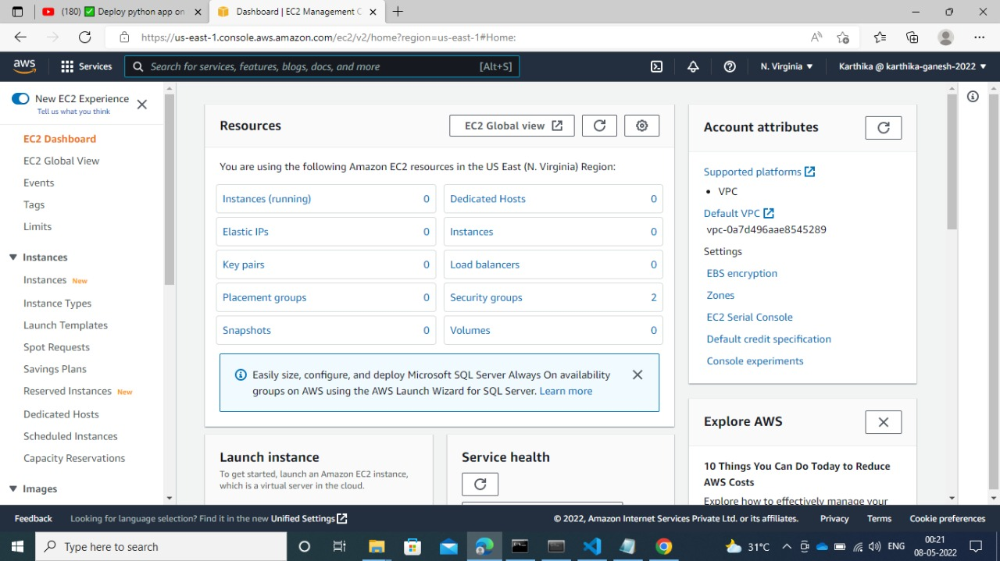 (180) ✅ Deploy python app on
Dashboard | EC2 Management C
https://us-east-1.console.aws.amazon.com/ec2/v2/home?region=us-east-1#Home:
aws
Services
Search for services, features, blogs, docs, and more
[Alt+S]
N. Virginia
Karthika @ karthika-ganesh-2022
New EC2 Experience
Tell us what you think
EC2 Dashboard
EC2 Global View
Events
Tags
Limits
Instances
Instances New
Instance Types
Launch Templates
Spot Requests
Savings Plans
Reserved Instances New
Dedicated Hosts
Scheduled Instances
Capacity Reservations
Images
Resources
EC2 Global view
You are using the following Amazon EC2 resources in the US East (N. Virginia) Region:
Instances (running) 0
Dedicated Hosts 0
Elastic IPs 0
Instances 0
Key pairs 0
Load balancers 0
Placement groups 0
Security groups 2
Snapshots 0
Volumes 0
Easily size, configure, and deploy Microsoft SQL Server Always On availability
groups on AWS using the AWS Launch Wizard for SQL Server. Learn more
Launch instance
To get started, launch an Amazon EC2 instance,
which is a virtual server in the cloud.
Service health
Account attributes
Supported platforms
• VPC
Default VPC
vpc-0a7d496aae8545289
Settings
EBS encryption
Zones
EC2 Serial Console
Default credit specification
Console experiments
Explore AWS
10 Things You Can Do Today to Reduce
AWS Costs
Explore how to effectively manage your
Feedback
Looking for language selection? Find it in the new Unified Settings
© 2022, Amazon Internet Services Private Ltd. or its affiliates.
Privacy
Terms
Cookie preferences
Type here to search
31°C
ENG
00:21
08-05-2022